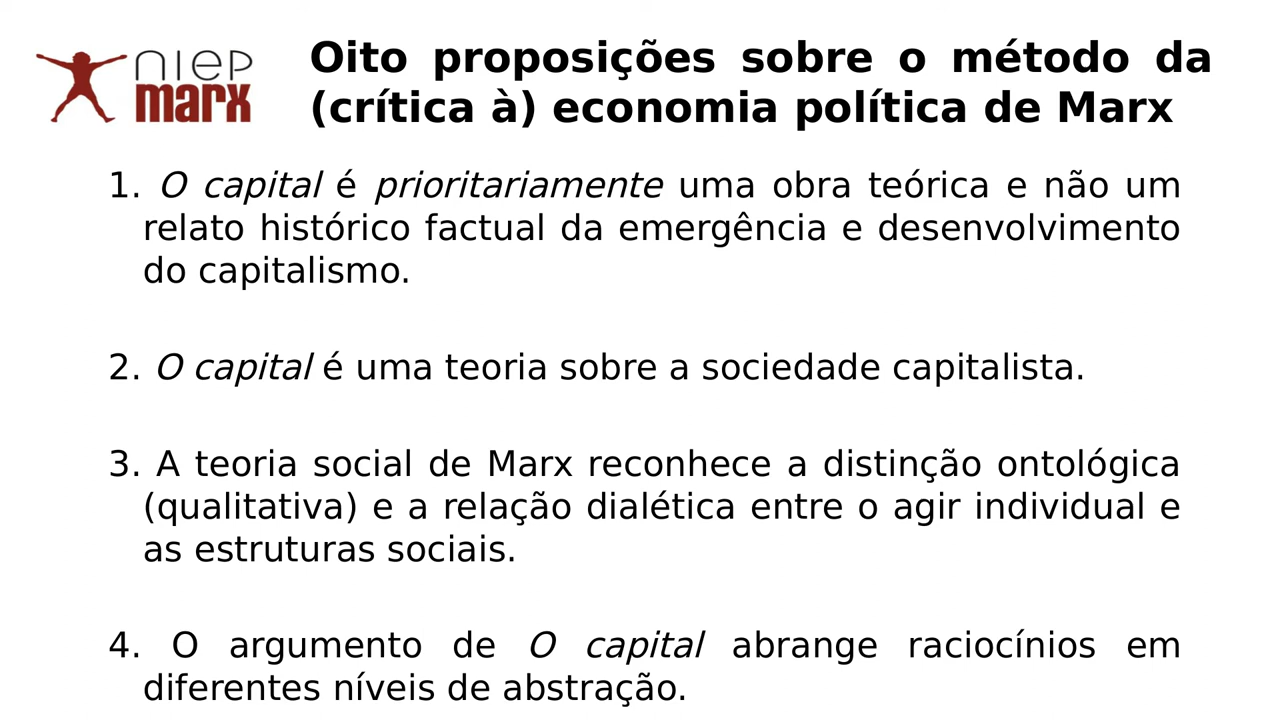 niep
marx
Oito proposições sobre o método da
(crítica à) economia política de Marx
1. O capital é prioritariamente uma obra teórica e não um
relato histórico factual da emergência e desenvolvimento
do capitalismo.
2. O capital é uma teoria sobre a sociedade capitalista.
3. A teoria social de Marx reconhece a distinção ontológica
(qualitativa) e a relação dialética entre o agir individual e
as estruturas sociais.
4. O argumento de O capital abrange raciocínios em
diferentes níveis de abstração.